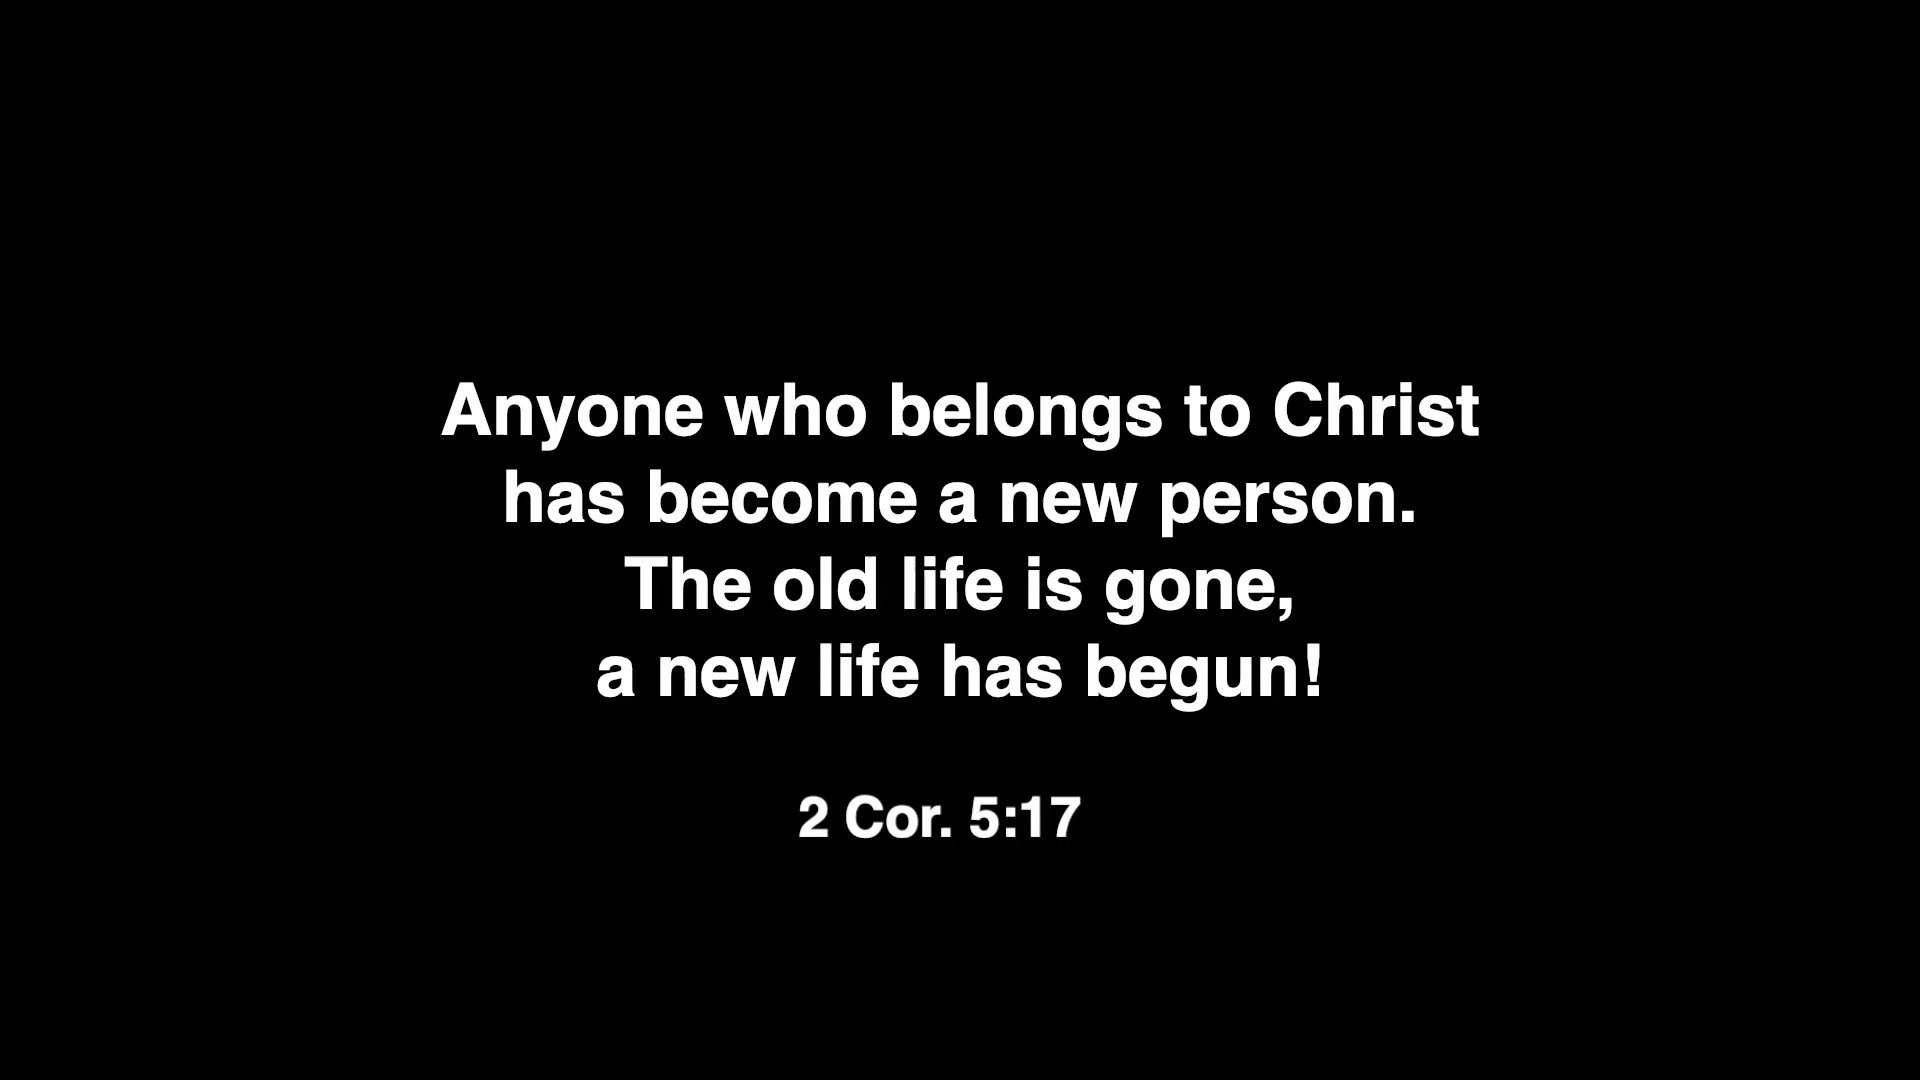 Anyone who belongs to Christ
has become a new person.
The old life is gone,
a new life has begun!
2 Cor. 5:17